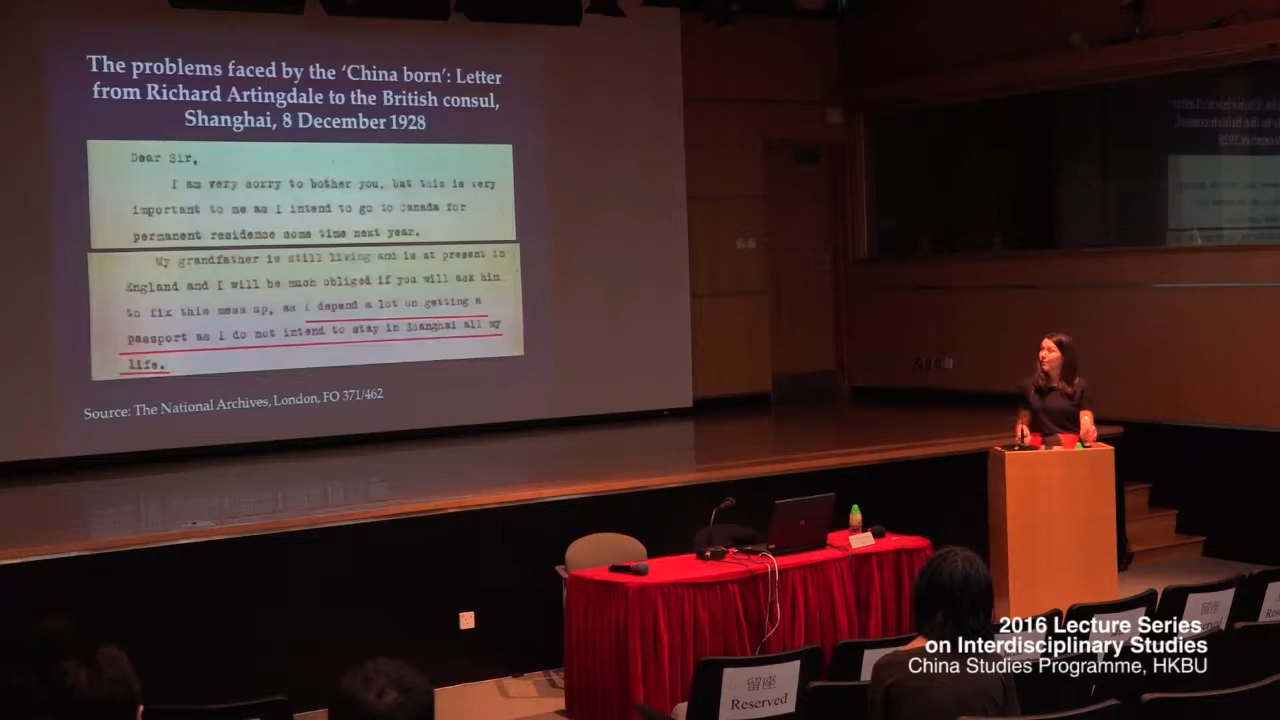 The problems faced by the ‘China born’: Letter
from Richard Artingdale to the British consul,
Shanghai, 8 December 1928
Dear Sir,
I am very sorry to bother you, but this is very
important to me as I intend to go to Canada for
permanent residence some time next year.
My grandfather is still living and is at present in
England and I will be much obliged if you will ask him
to fix this mess up, as I depend a lot on getting a
passport as I do not intend to stay in Shanghai all my
life.
Source: The National Archives, London, FO 371/462
2016 Lecture Series
on Interdisciplinary Studies
China Studies Programme, HKBU
留座
Reserved
留座
Reserved